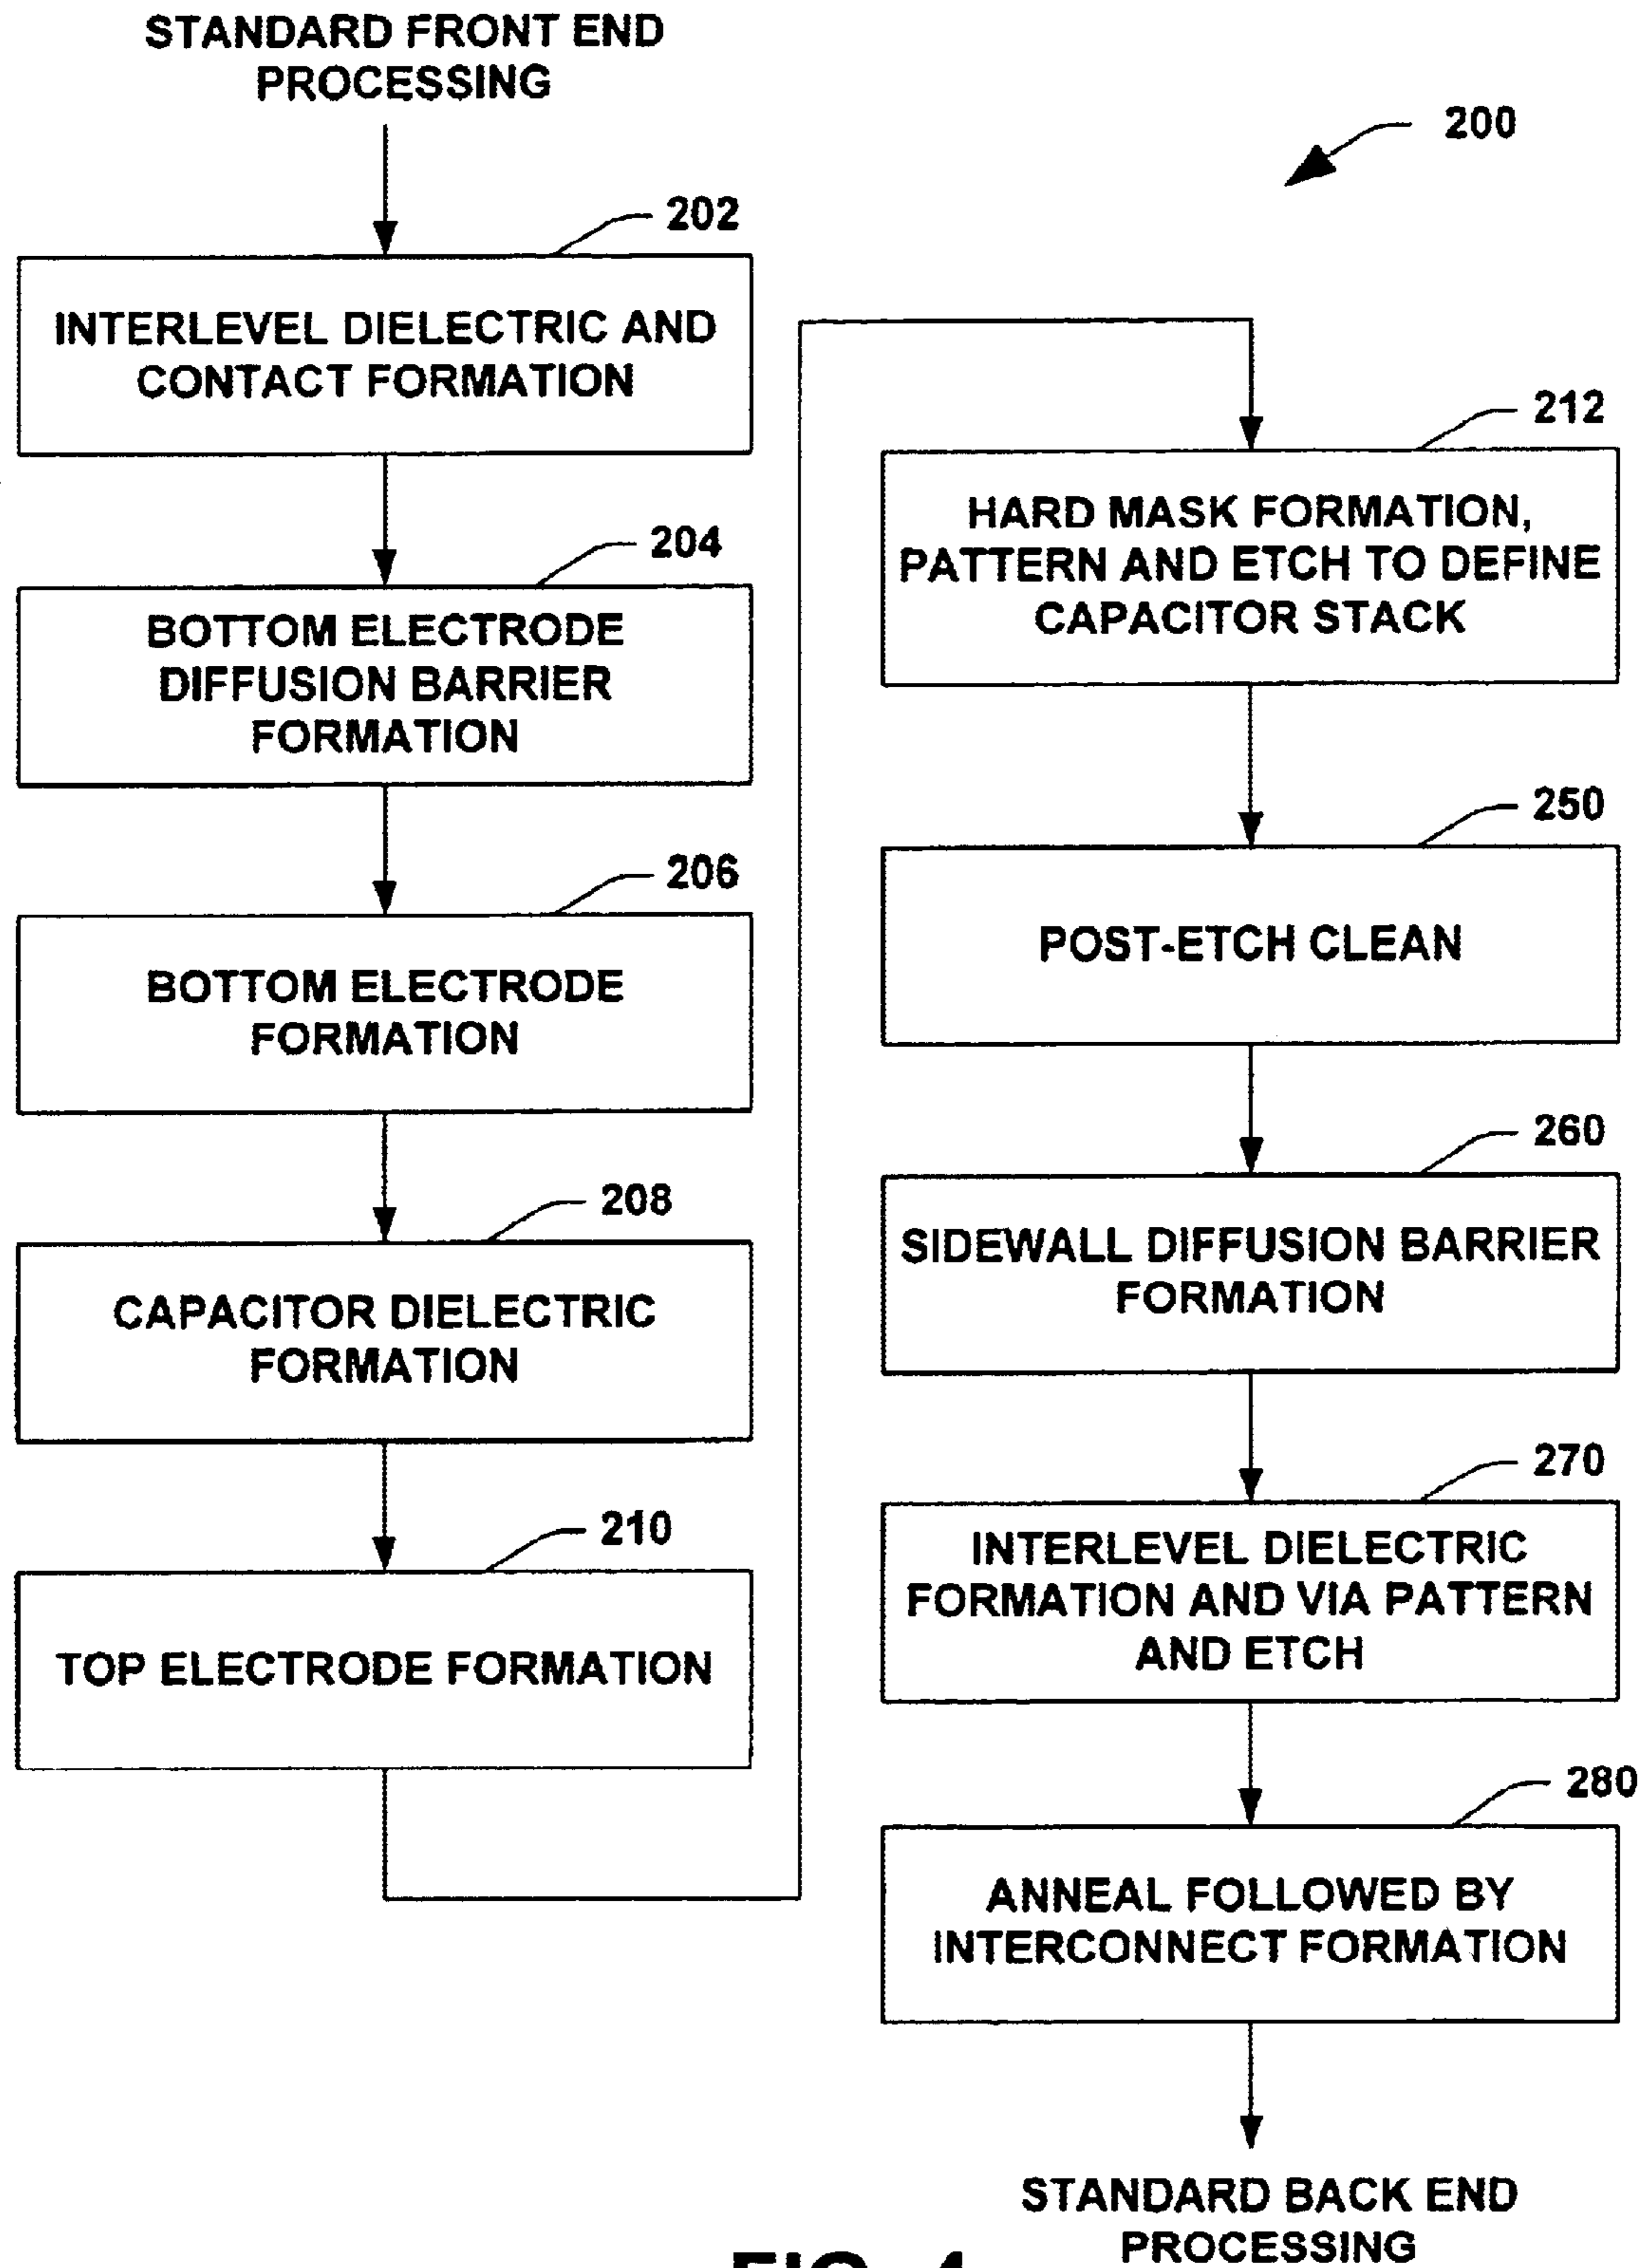 STANDARD FRONT END
PROCESSING
200
202
INTERLEVEL DIELECTRIC AND
CONTACT FORMATION
204
BOTTOM ELECTRODE
DIFFUSION BARRIER
FORMATION
206
BOTTOM ELECTRODE
FORMATION
208
CAPACITOR DIELECTRIC
FORMATION
210
TOP ELECTRODE FORMATION
212
HARD MASK FORMATION,
PATTERN AND ETCH TO DEFINE
CAPACITOR STACK
250
POST-ETCH CLEAN
260
SIDEWALL DIFFUSION BARRIER
FORMATION
270
INTERLEVEL DIELECTRIC
FORMATION AND VIA PATTERN
AND ETCH
280
ANNEAL FOLLOWED BY
INTERCONNECT FORMATION
STANDARD BACK END
PROCESSING